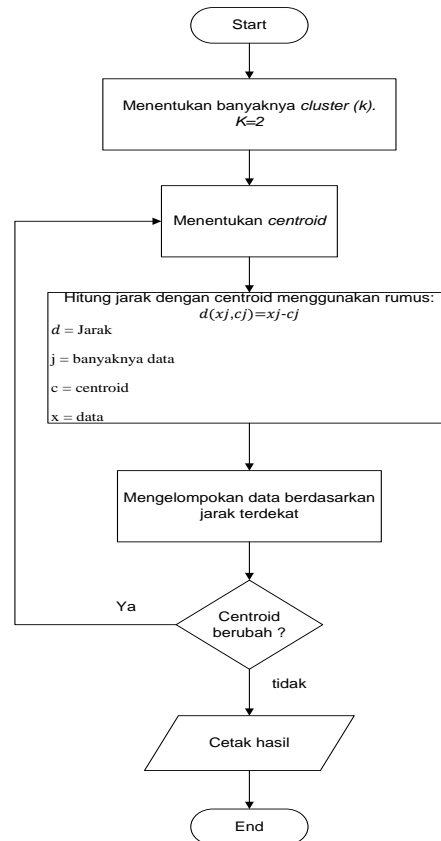 Start
Menentukan banyaknya cluster (k).
K=2
Menentukan centroid
Hitung jarak dengan centroid menggunakan rumus:
d(xj,cj)=xj-cj
d = Jarak
j = banyaknya data
c = centroid
x = data
Mengelompokan data berdasarkan
jarak terdekat
Ya
Centroid
berubah ?
tidak
Cetak hasil
End